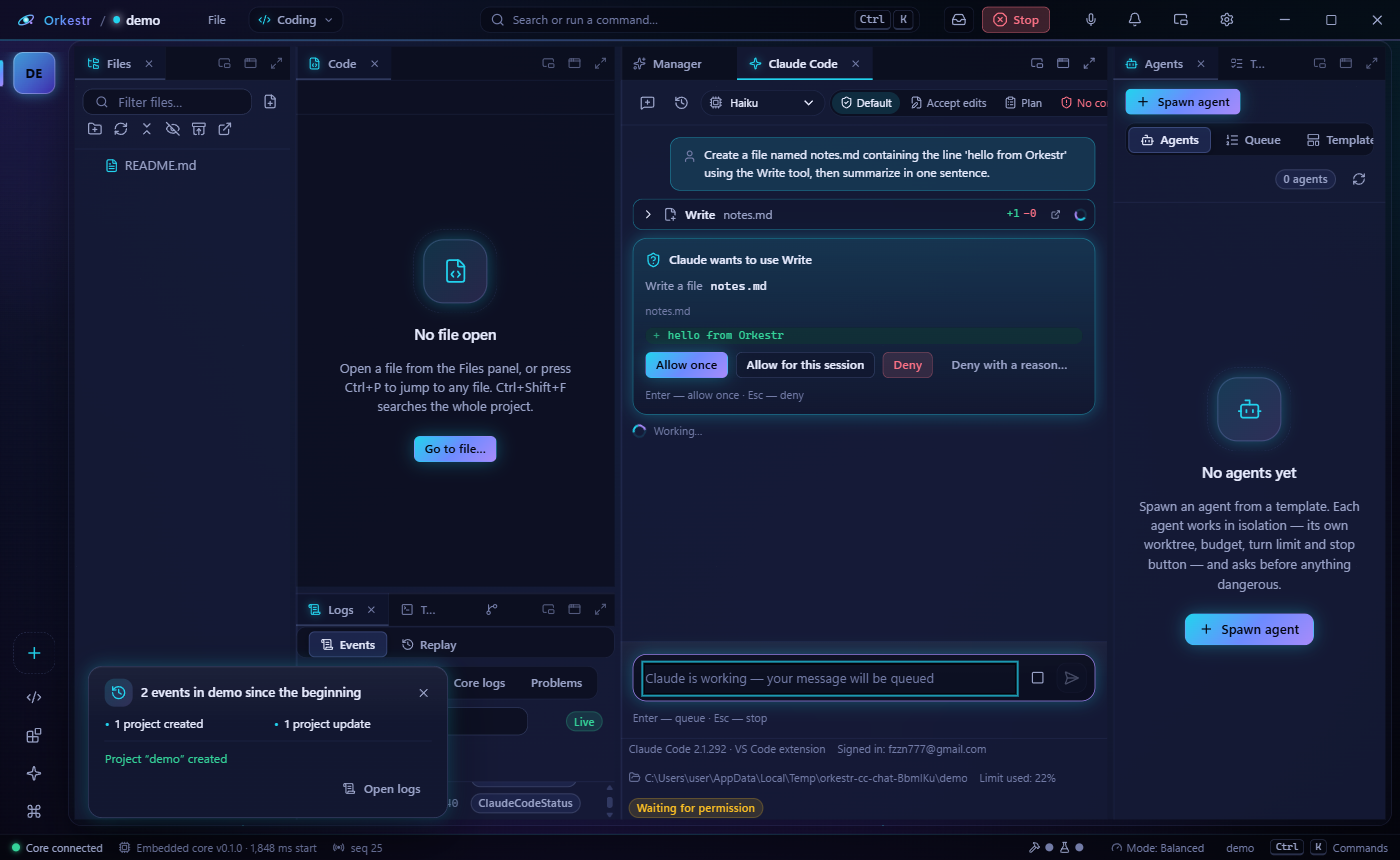 Orkestr / demo File Coding Search or run a command... Ctrl K Stop
DE
Files
Filter files...
README.md
Code
No file open
Open a file from the Files panel, or press
Ctrl+P to jump to any file. Ctrl+Shift+F
searches the whole project.
Go to file...
Logs T...
Events Replay
Core logs Problems
Live
ClaudeCodeStatus
2 events in demo since the beginning
• 1 project created • 1 project update
Project "demo" created
Open logs
Manager Claude Code
Haiku Default Accept edits Plan
Create a file named notes.md containing the line 'hello from Orkestr'
using the Write tool, then summarize in one sentence.
Write notes.md +1 −0
Claude wants to use Write
Write a file notes.md
notes.md
+ hello from Orkestr
Allow once Allow for this session Deny Deny with a reason...
Enter — allow once · Esc — deny
Working...
Claude is working — your message will be queued
Enter — queue · Esc — stop
Claude Code 2.1.292 · VS Code extension Signed in: fzzn777@gmail.com
Limit used: 22%
Waiting for permission
Agents T...
+ Spawn agent
Agents Queue Template
0 agents
No agents yet
Spawn an agent from a template. Each
agent works in isolation — its own
worktree, budget, turn limit and stop
button — and asks before anything
dangerous.
+ Spawn agent
Core connected Embedded core v0.1.0 · 1,848 ms start seq 25 Mode: Balanced demo Ctrl K Commands